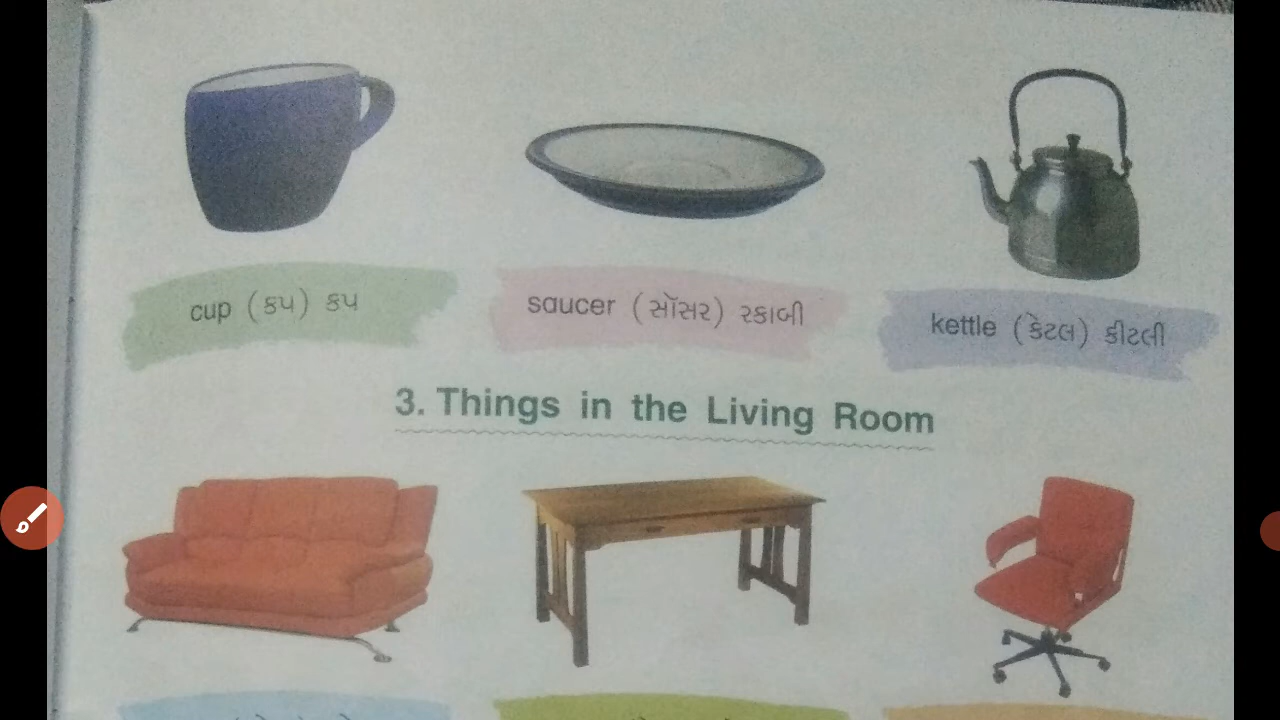 cup (કપ) કપ
saucer (સૉસર) રકાબી
kettle (કેટલ) કીટલી
3. Things in the Living Room